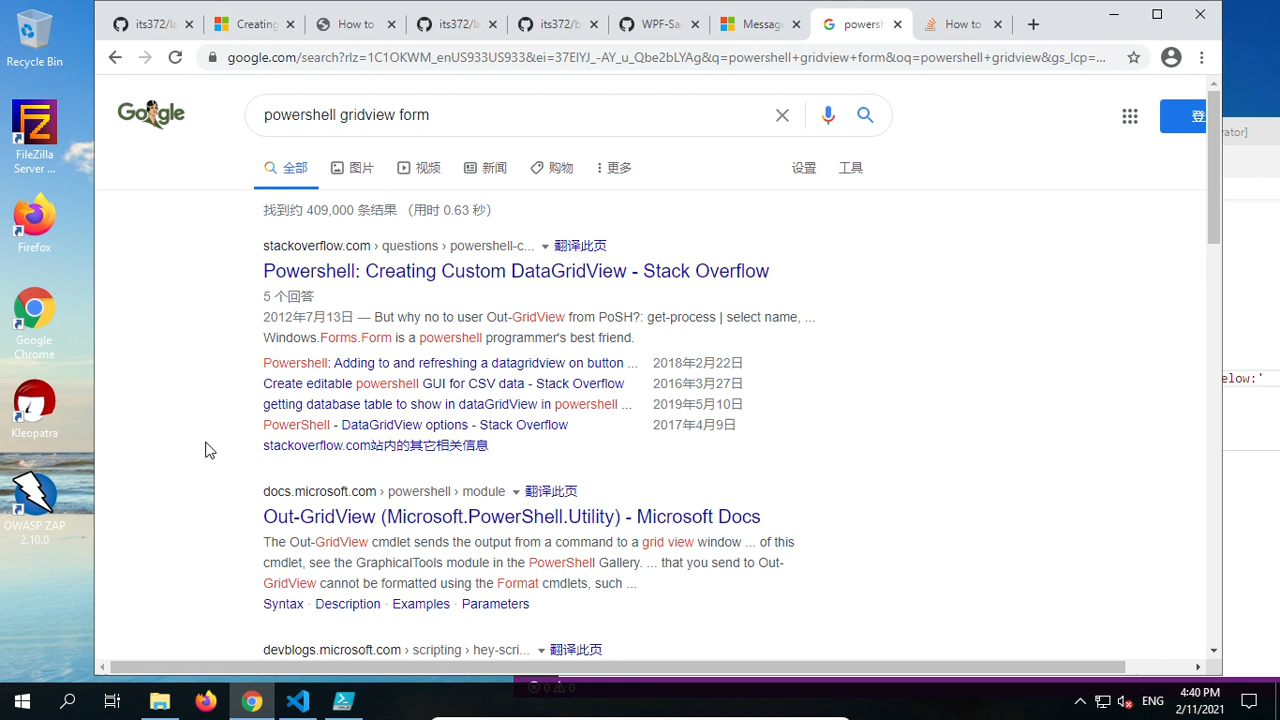 its372/la
Creating
How to
its372/la
its372/b
WPF-Sa
Messag
powersh
How to
google.com/search?rlz=1C1OKWM_enUS933US933&ei=37EIYJ_-AY_u_Qbe2bLYAg&q=powershell+gridview+form&oq=powershell+gridview&gs_lcp=...
Recycle Bin
FileZilla
Server ...
Firefox
Google
Chrome
Kleopatra
OWASP ZAP
2.10.0
Google
powershell gridview form
登
rator]
全部
图片
视频
新闻
购物
更多
设置
工具
找到约 409,000 条结果 （用时 0.63 秒）
stackoverflow.com › questions › powershell-c... 翻译此页
Powershell: Creating Custom DataGridView - Stack Overflow
5 个回答
2012年7月13日 — But why no to user Out-GridView from PoSH?: get-process | select name, ...
Windows.Forms.Form is a powershell programmer's best friend.
Powershell: Adding to and refreshing a datagridview on button ... 2018年2月22日
Create editable powershell GUI for CSV data - Stack Overflow 2016年3月27日
getting database table to show in dataGridView in powershell ... 2019年5月10日
PowerShell - DataGridView options - Stack Overflow 2017年4月9日
stackoverflow.com站内的其它相关信息
elow:'
docs.microsoft.com › powershell › module 翻译此页
Out-GridView (Microsoft.PowerShell.Utility) - Microsoft Docs
The Out-GridView cmdlet sends the output from a command to a grid view window ... of this
cmdlet, see the GraphicalTools module in the PowerShell Gallery. ... that you send to Out-
GridView cannot be formatted using the Format cmdlets, such ...
Syntax · Description · Examples · Parameters
devblogs.microsoft.com › scripting › hey-scri... 翻译此页
0 0
ENG
4:40 PM
2/11/2021